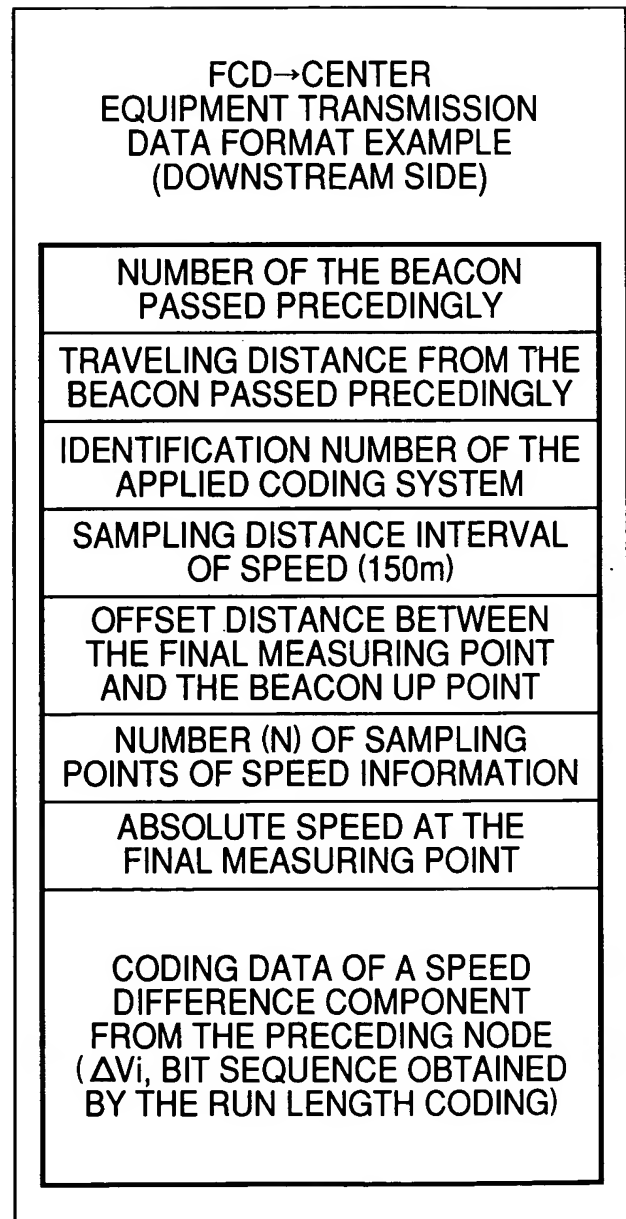 FCD→CENTER
EQUIPMENT TRANSMISSION
DATA FORMAT EXAMPLE
(DOWNSTREAM SIDE)
NUMBER OF THE BEACON
PASSED PRECEDINGLY
TRAVELING DISTANCE FROM THE
BEACON PASSED PRECEDINGLY
IDENTIFICATION NUMBER OF THE
APPLIED CODING SYSTEM
SAMPLING DISTANCE INTERVAL
OF SPEED (150m)
OFFSET DISTANCE BETWEEN
THE FINAL MEASURING POINT
AND THE BEACON UP POINT
NUMBER (N) OF SAMPLING
POINTS OF SPEED INFORMATION
ABSOLUTE SPEED AT THE
FINAL MEASURING POINT
CODING DATA OF A SPEED
DIFFERENCE COMPONENT
FROM THE PRECEDING NODE
(ΔVi, BIT SEQUENCE OBTAINED
BY THE RUN LENGTH CODING)